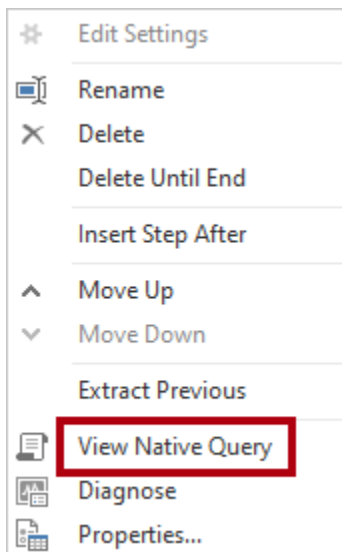 Edit Settings
Rename
Delete
Delete Until End
Insert Step After
Move Up
Move Down
Extract Previous
View Native Query
Diagnose
Properties...